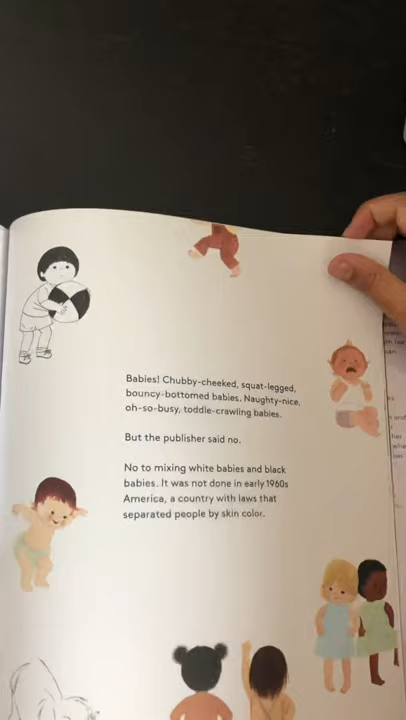 Babies! Chubby-cheeked, squat-legged,
bouncy-bottomed babies. Naughty-nice,
oh-so-busy, toddle-crawling babies.
But the publisher said no.
No to mixing white babies and black
babies. It was not done in early 1960s
America, a country with laws that
separated people by skin color.